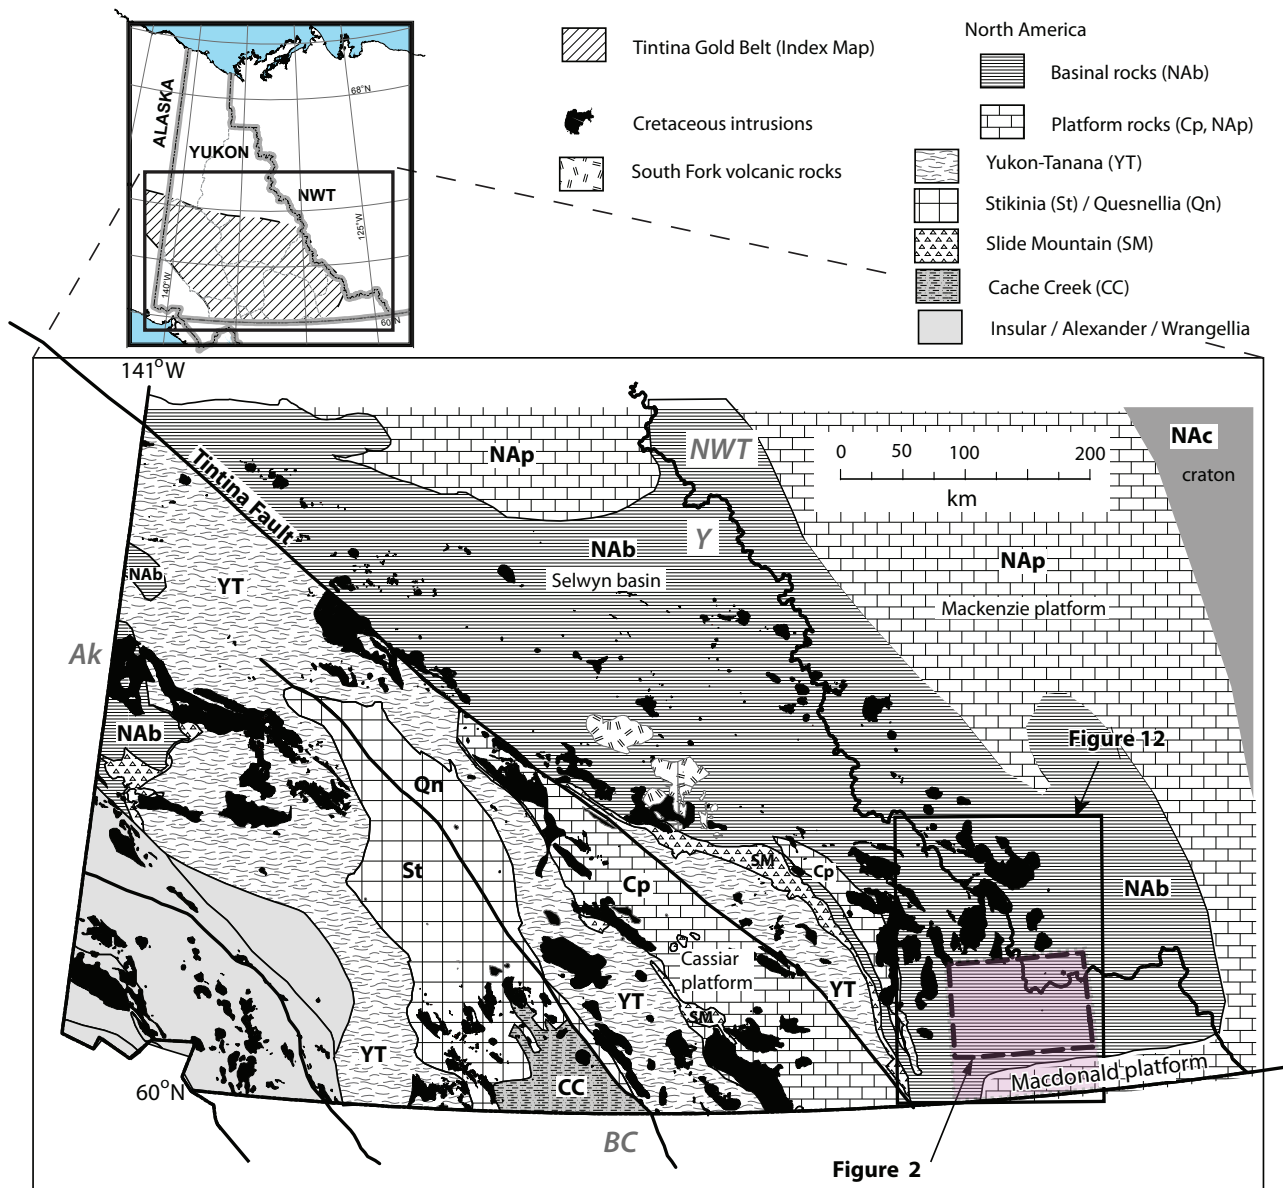 ALASKA
YUKON
NWT
68°N
125°W
140°W
60°N
Tintina Gold Belt (Index Map)
Cretaceous intrusions
South Fork volcanic rocks
North America
Basinal rocks (NAb)
Platform rocks (Cp, NAp)
Yukon-Tanana (YT)
Stikinia (St) / Quesnellia (Qn)
Slide Mountain (SM)
Cache Creek (CC)
Insular / Alexander / Wrangellia
141°W
NAp
NWT
0 50 100 200
km
NAc
craton
Tintina Fault
NAb
Selwyn basin
Y
NAp
Mackenzie platform
NAb
YT
Ak
NAb
Figure 12
Qn
St
SM
Cp
Cp
NAb
Cassiar
platform
YT
YT
SM
YT
CC
Macdonald platform
60°N
BC
Figure 2